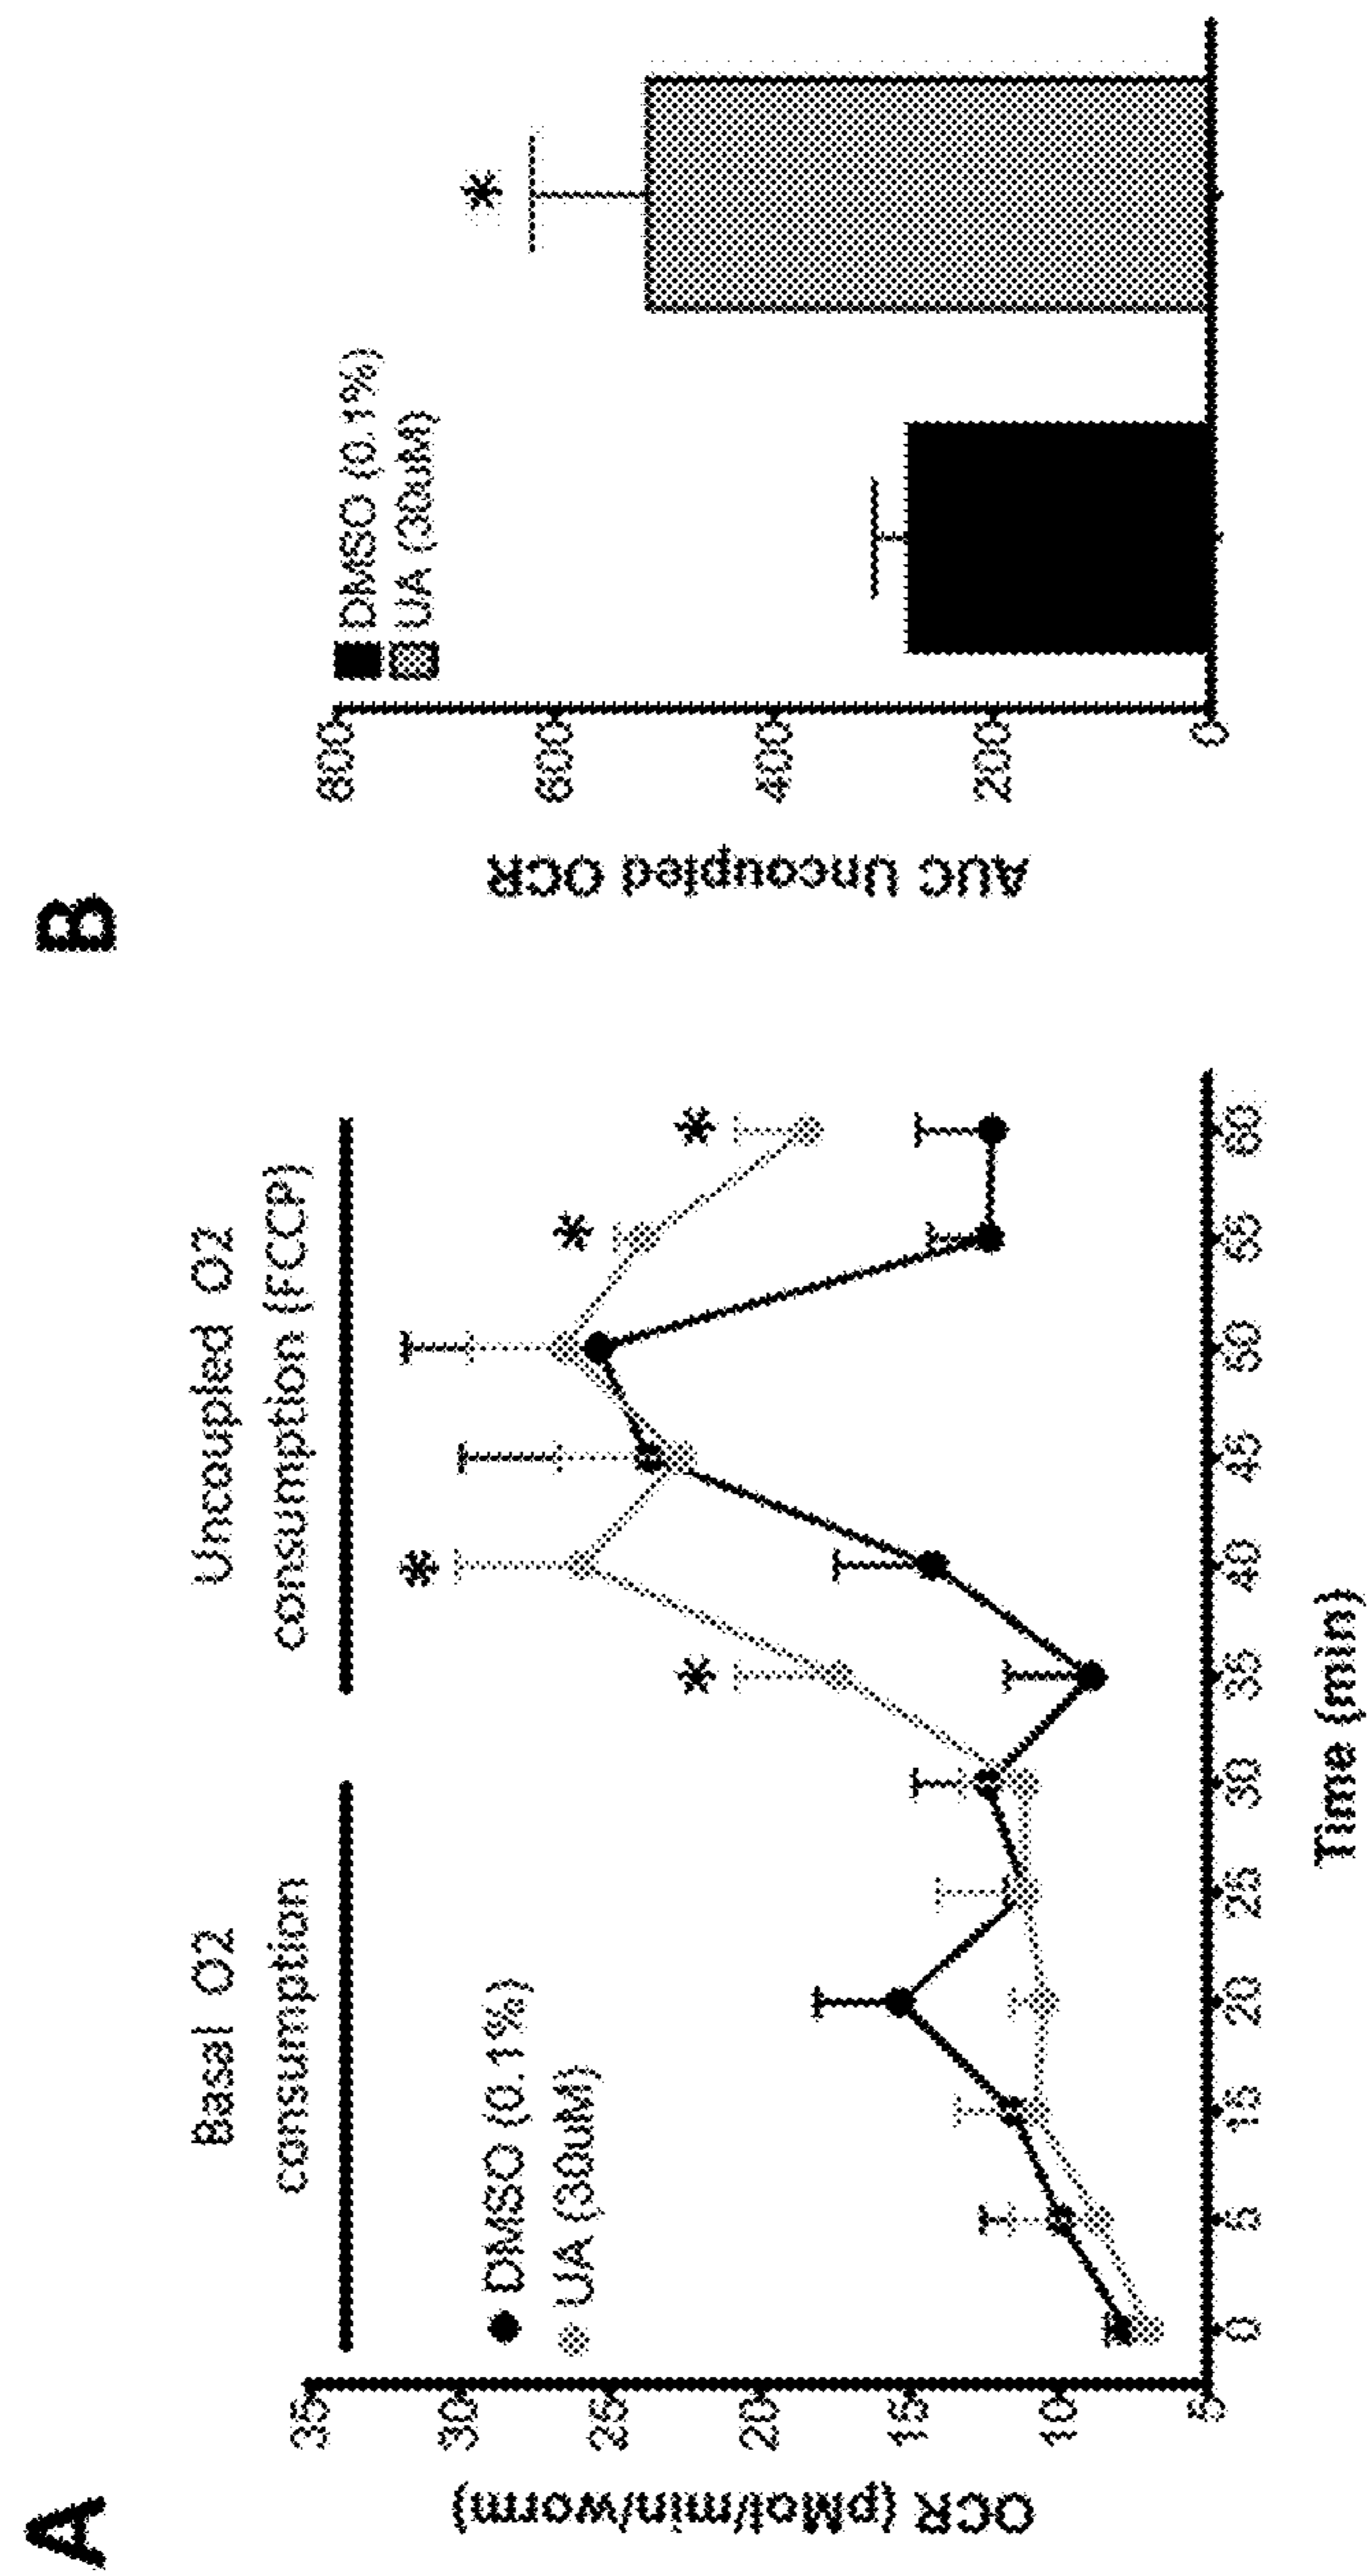 A
Basal O2
consumption
Uncoupled O2
consumption (FCCP)
DMSO (0.1%)
UA (30uM)
*
*
*
*
OCR (pMol/min/worm)
35
30
25
20
15
10
5
0
5
15
20
25
30
35
40
45
50
55
60
Time (min)
B
DMSO (0.1%)
UA (30uM)
*
AUC Uncoupled OCR
800
600
400
200
0